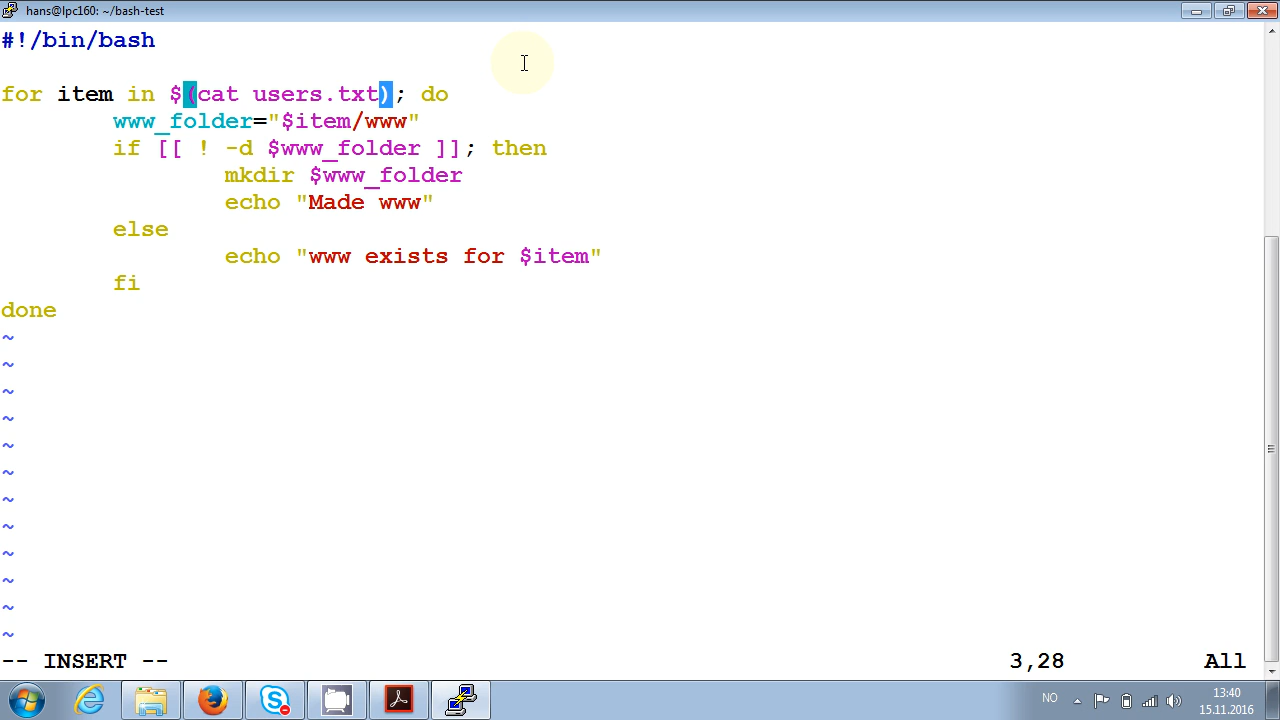 hans@lpc160: ~/bash-test
#!/bin/bash
for item in $(cat users.txt); do
www_folder="$item/www"
if [[ ! -d $www_folder ]]; then
mkdir $www_folder
echo "Made www"
else
echo "www exists for $item"
fi
done
~
~
~
~
~
~
~
~
~
~
~
~
-- INSERT -- 3,28 All
NO 13:40
15.11.2016